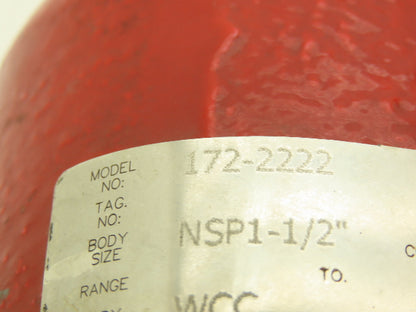 MODEL NO: 172-2222
TAG. NO:
BODY SIZE NSP1-1/2"
TO.
RANGE
WCC